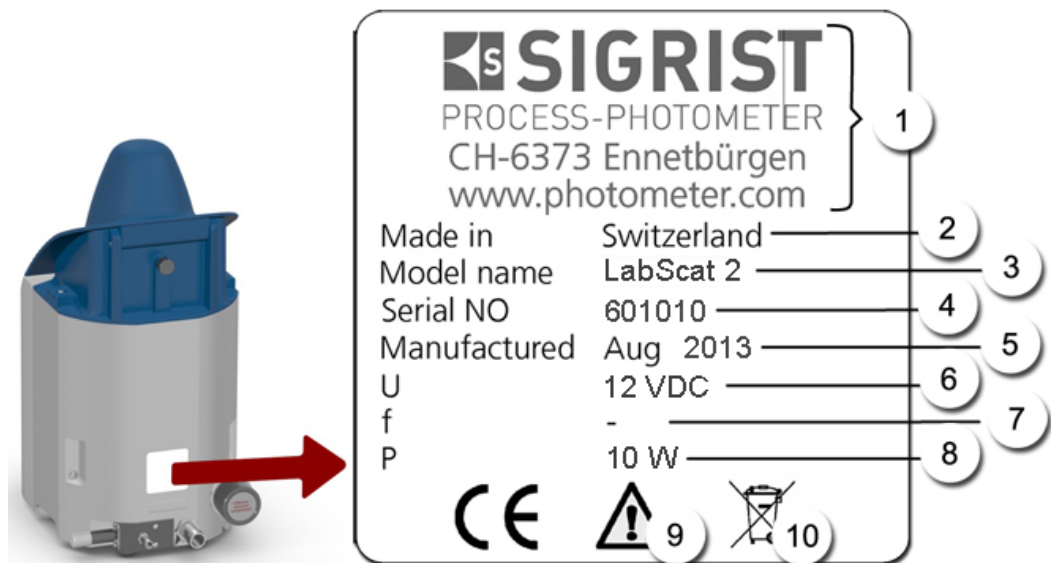 SIGRIST
PROCESS-PHOTOMETER
CH-6373 Ennetbürgen
www.photometer.com
1
Made in Switzerland 2
Model name LabScat 2 3
Serial NO 601010 4
Manufactured Aug 2013 5
U 12 VDC 6
f - 7
P 10 W 8
CE 9 10